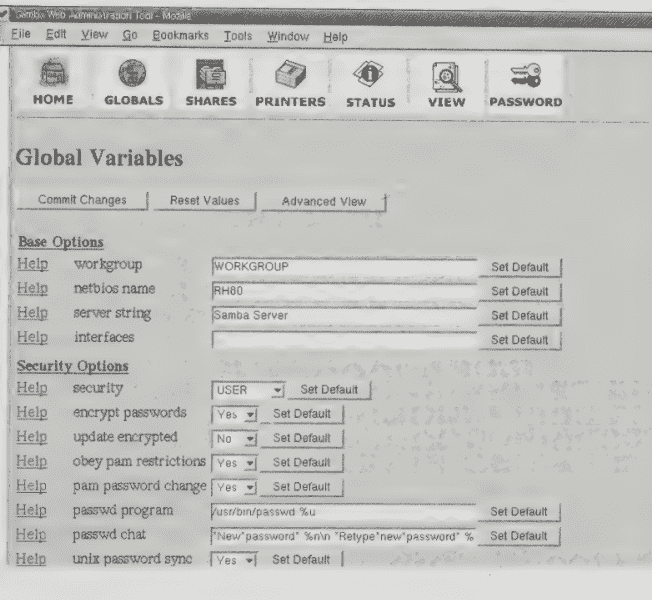 Samba Web Administration Tool - Mozilla
File Edit View Go Bookmarks Tools Window Help
HOME GLOBALS SHARES PRINTERS STATUS VIEW PASSWORD
Global Variables
Commit Changes Reset Values Advanced View
Base Options
Help workgroup WORKGROUP Set Default
Help netbios name RH80 Set Default
Help server string Samba Server Set Default
Help interfaces Set Default
Security Options
Help security USER Set Default
Help encrypt passwords Yes Set Default
Help update encrypted No Set Default
Help obey pam restrictions Yes Set Default
Help pam password change Yes Set Default
Help passwd program /usr/bin/passwd %u Set Default
Help passwd chat *New*password* %n\n *Retype*new*password* % Set Default
Help unix password sync Yes Set Default